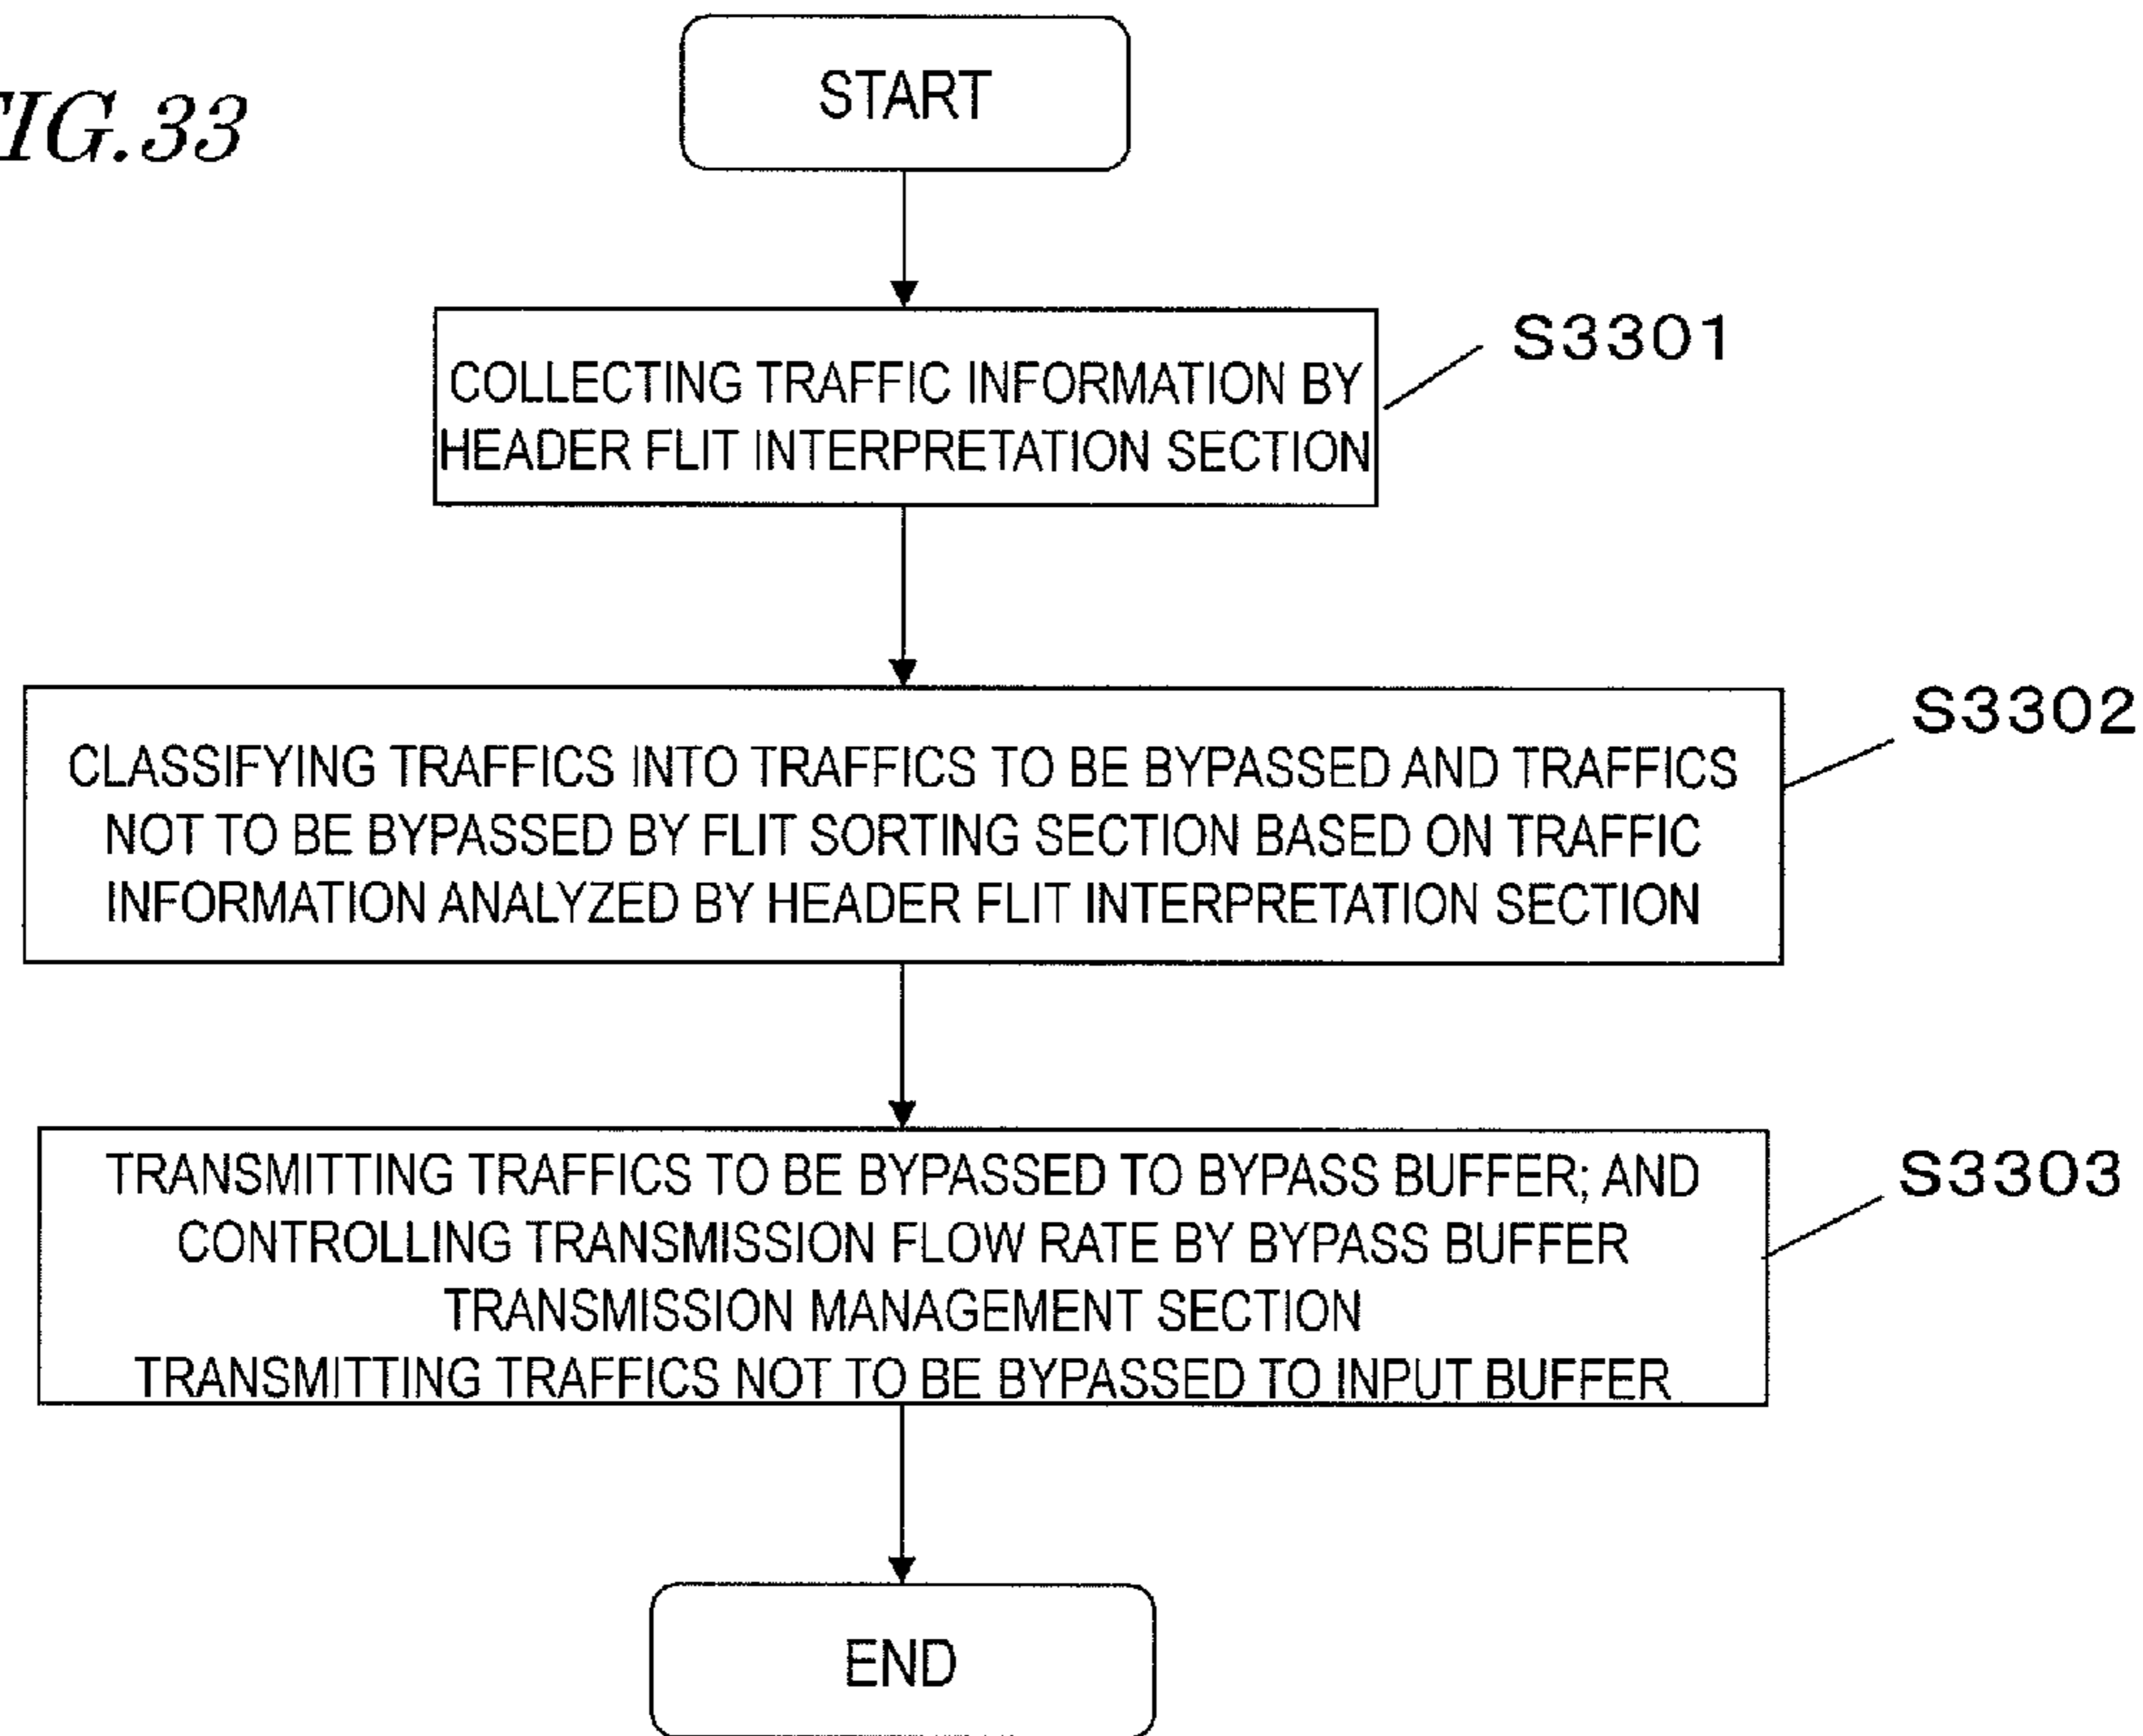 FIG.33
START
COLLECTING TRAFFIC INFORMATION BY
HEADER FLIT INTERPRETATION SECTION
S3301
CLASSIFYING TRAFFICS INTO TRAFFICS TO BE BYPASSED AND TRAFFICS
NOT TO BE BYPASSED BY FLIT SORTING SECTION BASED ON TRAFFIC
INFORMATION ANALYZED BY HEADER FLIT INTERPRETATION SECTION
S3302
TRANSMITTING TRAFFICS TO BE BYPASSED TO BYPASS BUFFER; AND
CONTROLLING TRANSMISSION FLOW RATE BY BYPASS BUFFER
TRANSMISSION MANAGEMENT SECTION
TRANSMITTING TRAFFICS NOT TO BE BYPASSED TO INPUT BUFFER
S3303
END